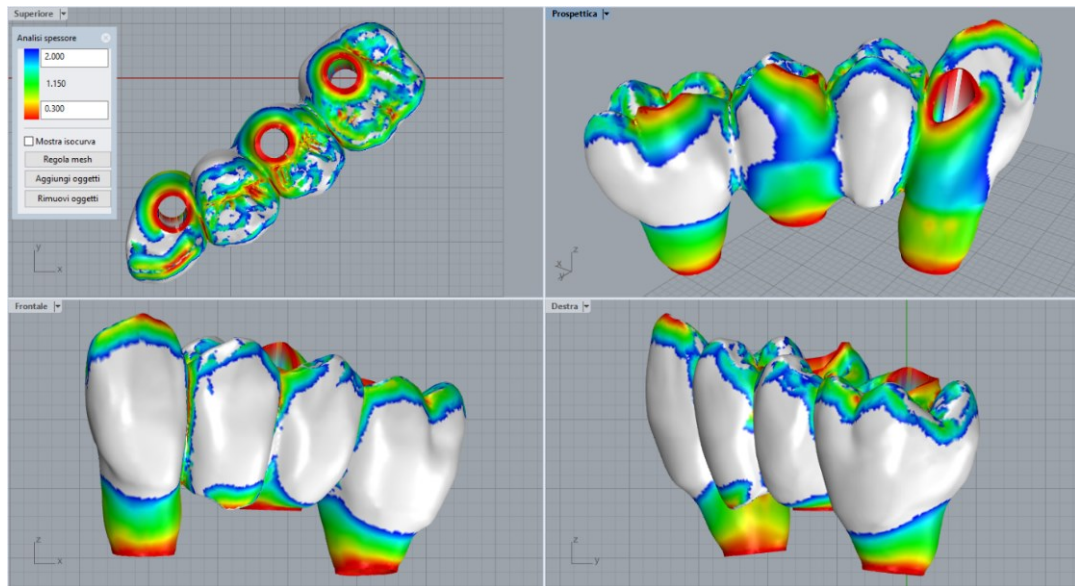 Superiore
Analisi spessore
2.000
1.150
0.300
Mostra isocurva
Regola mesh
Aggiungi oggetti
Rimuovi oggetti
y
x
Prospettica
z
x
y
Frontale
z
x
Destra
z
y